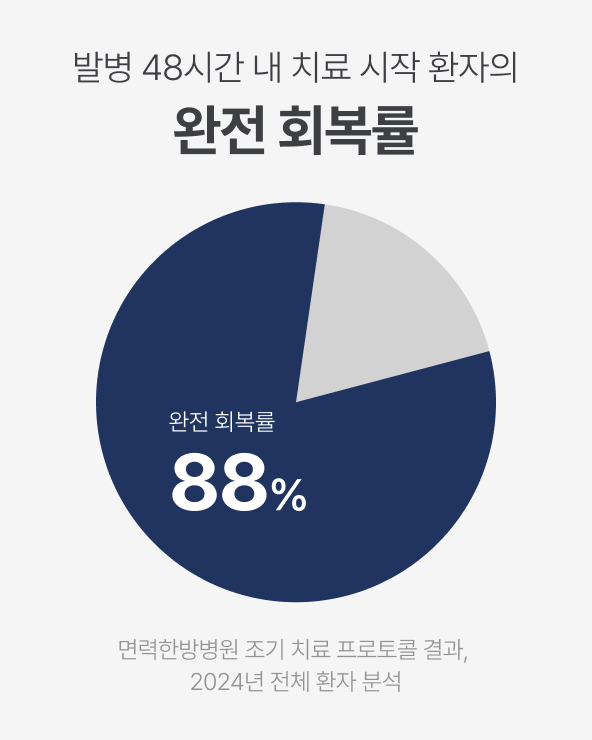 발병 48시간 내 치료 시작 환자의
완전 회복률
완전 회복률
88%
면력한방병원 조기 치료 프로토콜 결과,
2024년 전체 환자 분석